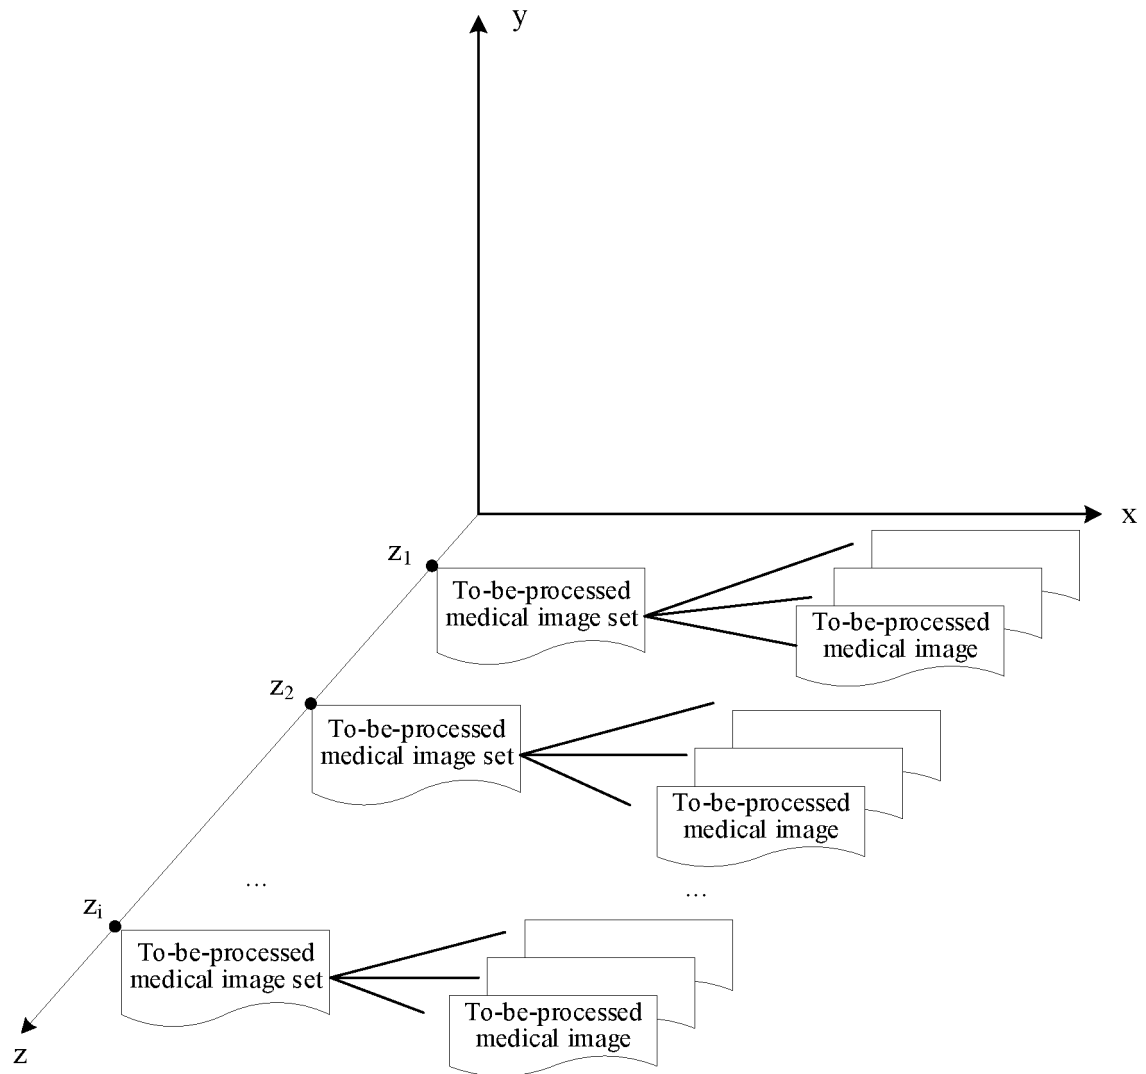 y
x
z₁
To-be-processed
medical image set
To-be-processed
medical image
z₂
To-be-processed
medical image set
To-be-processed
medical image
...
...
zᵢ
To-be-processed
medical image set
To-be-processed
medical image
z